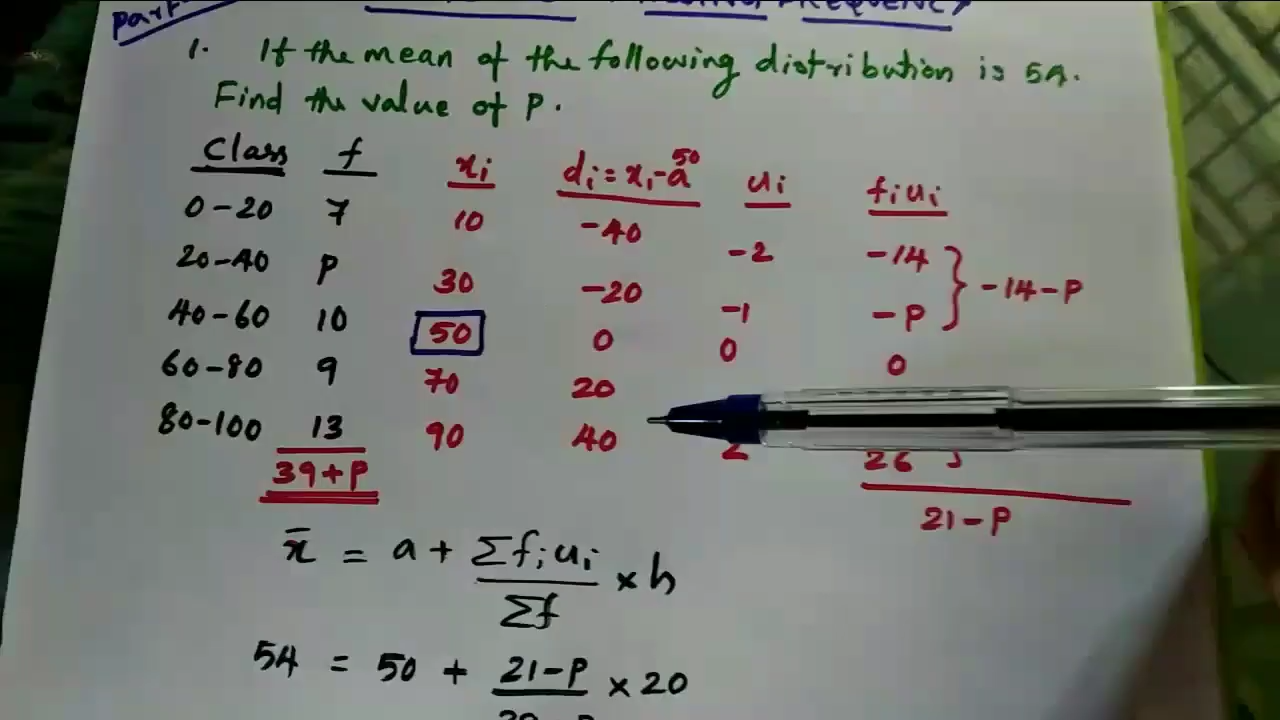 part
MISSING FREQUENCY
1. If the mean of the following distribution is 54.
Find the value of P.
Class f xi di = xi-a 50 ui fiui
0-20 7 10 -40 -2 -14
20-40 P 30 -20 -1 -P } -14-P
40-60 10 50 0 0 0
60-80 9 70 20
80-100 13 90 40 2 26
39+P 21-P
x̄ = a + Σfiui / Σf × h
54 = 50 + 21-P / × 20